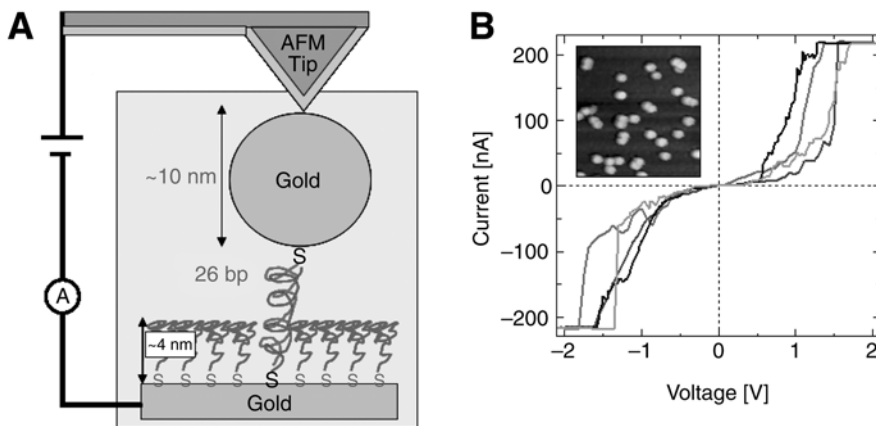 A
AFM
Tip
~10 nm
Gold
S
26 bp
A
~4 nm
S S S S S S S S S
Gold
B
Current [nA]
200
100
0
−100
−200
−2 −1 0 1 2
Voltage [V]